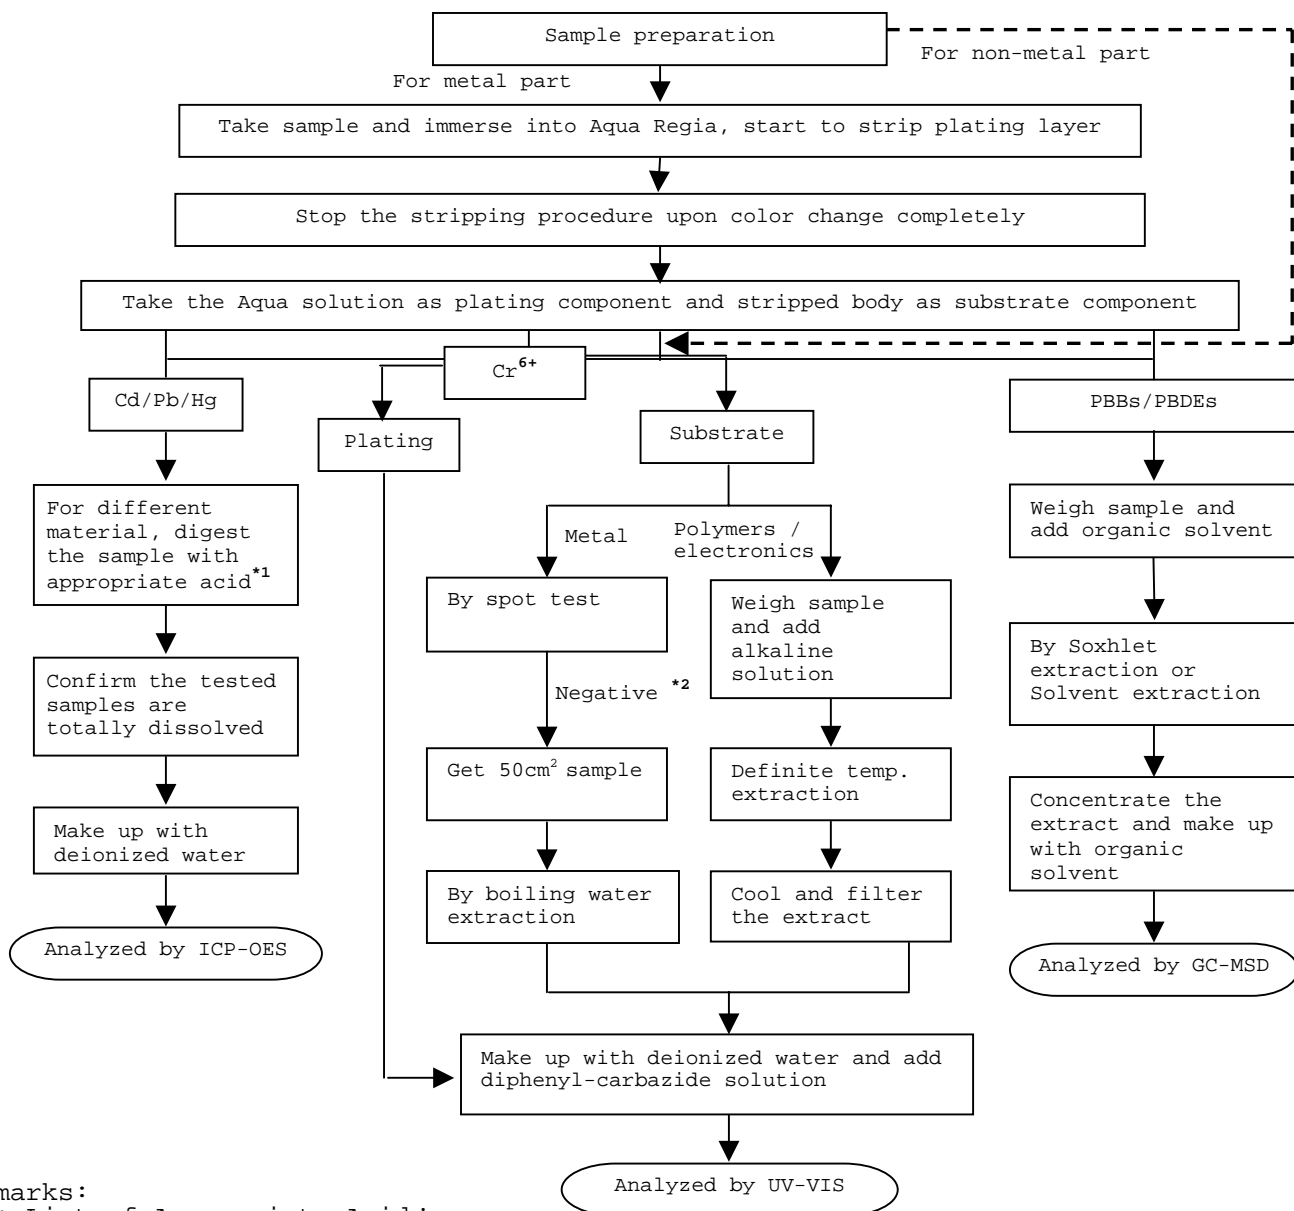 Sample preparation
For non-metal part
For metal part
Take sample and immerse into Aqua Regia, start to strip plating layer
Stop the stripping procedure upon color change completely
Take the Aqua solution as plating component and stripped body as substrate component
Cr6+
Cd/Pb/Hg
Plating
Substrate
PBBs/PBDEs
For different
material, digest
the sample with
appropriate acid*1
Metal
Polymers /
electronics
Weigh sample and
add organic solvent
By spot test
Weigh sample
and add
alkaline
solution
By Soxhlet
extraction or
Solvent extraction
Confirm the tested
samples are
totally dissolved
Negative *2
Get 50cm2 sample
Definite temp.
extraction
Concentrate the
extract and make up
with organic
solvent
Make up with
deionized water
By boiling water
extraction
Cool and filter
the extract
Analyzed by ICP-OES
Analyzed by GC-MSD
Make up with deionized water and add
diphenyl-carbazide solution
Analyzed by UV-VIS
marks: